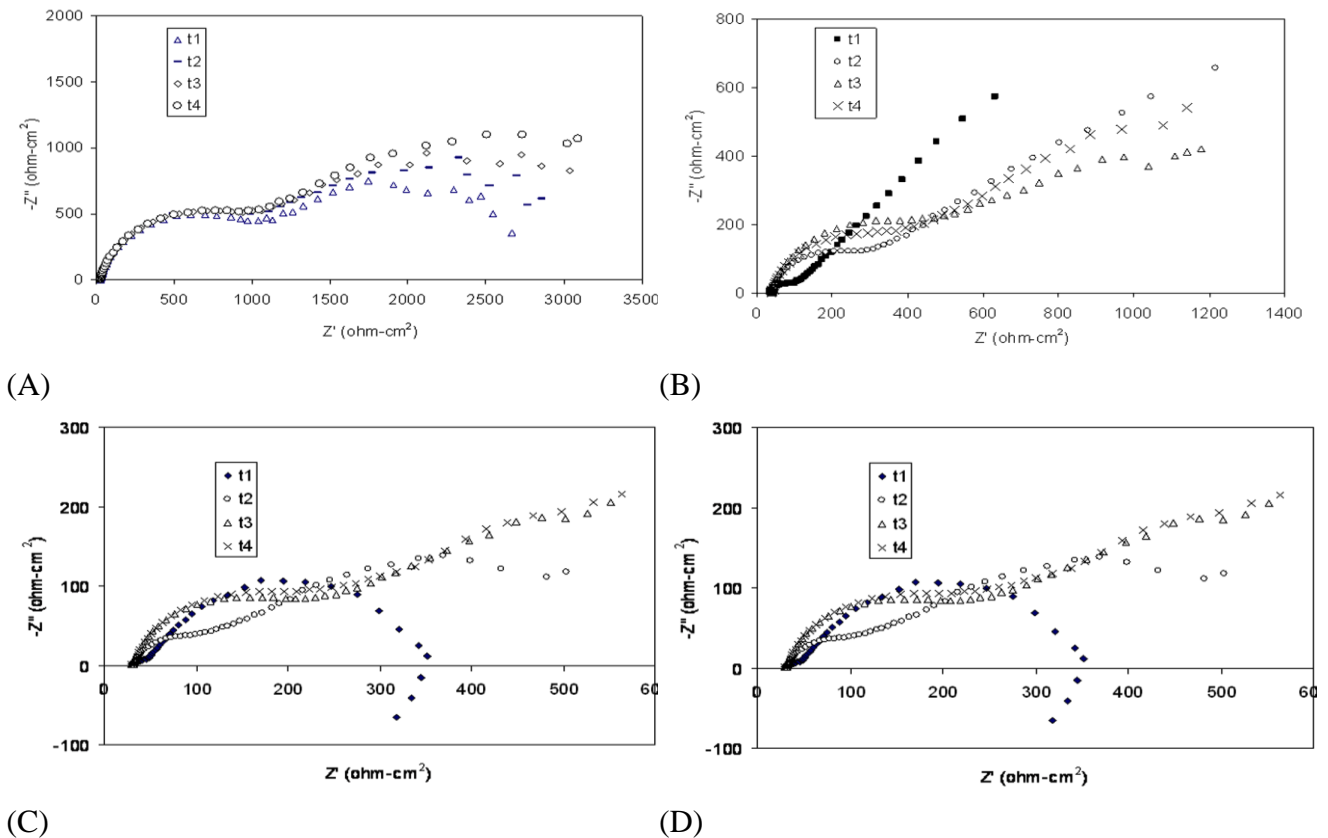 2000
1500
1000
500
0
-Z" (ohm-cm²)
t1
t2
t3
t4
0 500 1000 1500 2000 2500 3000 3500
Z' (ohm-cm²)
(A)
800
600
400
200
0
-Z" (ohm-cm²)
t1
t2
t3
t4
0 200 400 600 800 1000 1200 1400
Z' (ohm-cm²)
(B)
300
200
100
0
-100
-Z" (ohm-cm²)
t1
t2
t3
t4
0 100 200 300 400 500 60
Z' (ohm-cm²)
(C)
300
200
100
0
-100
-Z" (ohm-cm²)
t1
t2
t3
t4
0 100 200 300 400 500 60
Z' (ohm-cm²)
(D)